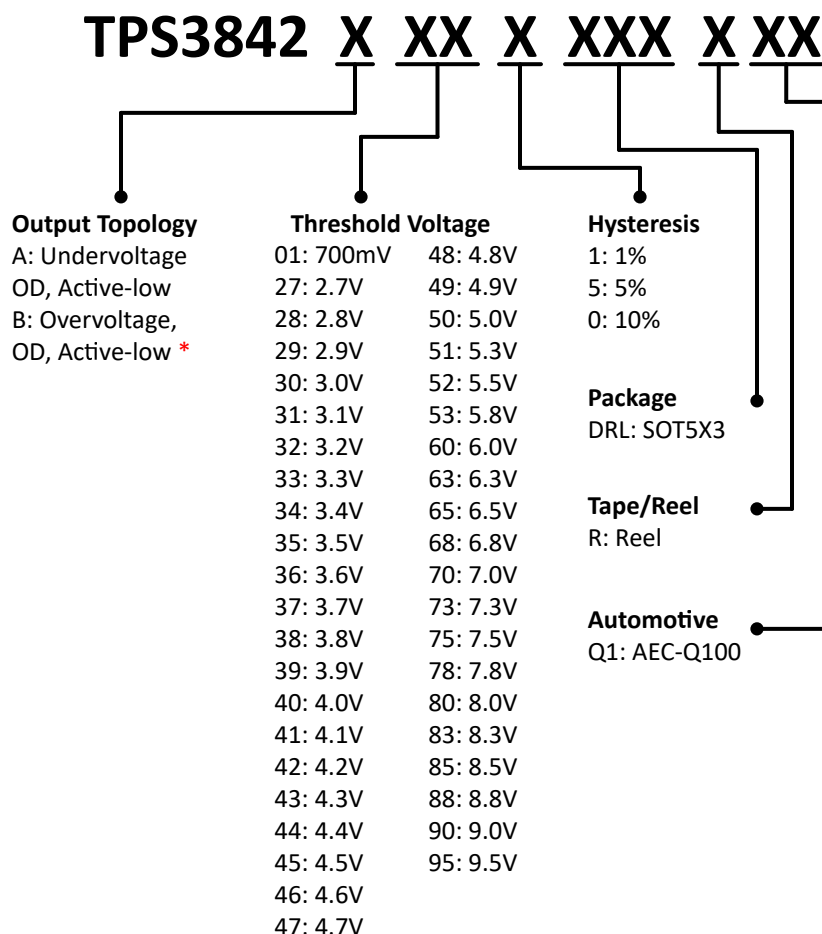 TPS3842 X XX X XXX X XX
Output Topology
A: Undervoltage
OD, Active-low
B: Overvoltage,
OD, Active-low *
Threshold Voltage
01: 700mV
27: 2.7V
28: 2.8V
29: 2.9V
30: 3.0V
31: 3.1V
32: 3.2V
33: 3.3V
34: 3.4V
35: 3.5V
36: 3.6V
37: 3.7V
38: 3.8V
39: 3.9V
40: 4.0V
41: 4.1V
42: 4.2V
43: 4.3V
44: 4.4V
45: 4.5V
46: 4.6V
47: 4.7V
48: 4.8V
49: 4.9V
50: 5.0V
51: 5.3V
52: 5.5V
53: 5.8V
60: 6.0V
63: 6.3V
65: 6.5V
68: 6.8V
70: 7.0V
73: 7.3V
75: 7.5V
78: 7.8V
80: 8.0V
83: 8.3V
85: 8.5V
88: 8.8V
90: 9.0V
95: 9.5V
Hysteresis
1: 1%
5: 5%
0: 10%
Package
DRL: SOT5X3
Tape/Reel
R: Reel
Automotive
Q1: AEC-Q100